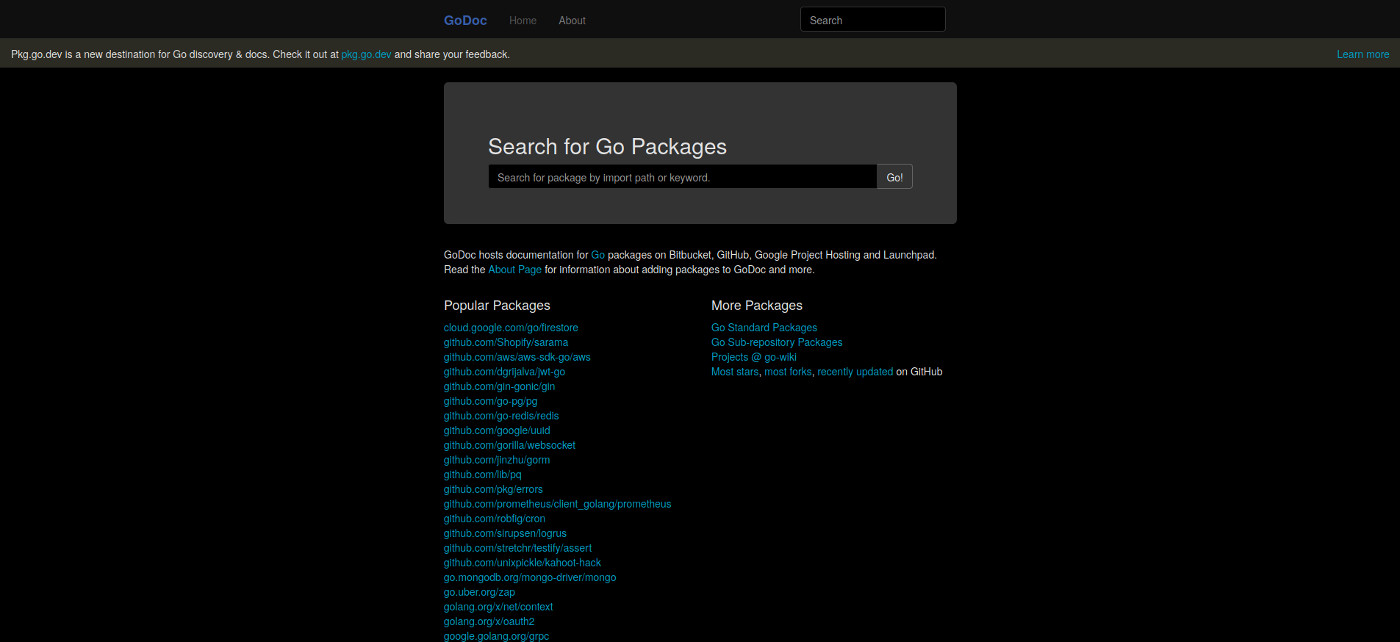 GoDoc Home About Search
Pkg.go.dev is a new destination for Go discovery & docs. Check it out at pkg.go.dev and share your feedback. Learn more
Search for Go Packages
Search for package by import path or keyword. Go!
GoDoc hosts documentation for Go packages on Bitbucket, GitHub, Google Project Hosting and Launchpad.
Read the About Page for information about adding packages to GoDoc and more.
Popular Packages
cloud.google.com/go/firestore
github.com/Shopify/sarama
github.com/aws/aws-sdk-go/aws
github.com/dgrijalva/jwt-go
github.com/gin-gonic/gin
github.com/go-pg/pg
github.com/go-redis/redis
github.com/google/uuid
github.com/gorilla/websocket
github.com/jinzhu/gorm
github.com/lib/pq
github.com/pkg/errors
github.com/prometheus/client_golang/prometheus
github.com/robfig/cron
github.com/sirupsen/logrus
github.com/stretchr/testify/assert
github.com/unixpickle/kahoot-hack
go.mongodb.org/mongo-driver/mongo
go.uber.org/zap
golang.org/x/net/context
golang.org/x/oauth2
google.golang.org/grpc
More Packages
Go Standard Packages
Go Sub-repository Packages
Projects @ go-wiki
Most stars, most forks, recently updated on GitHub